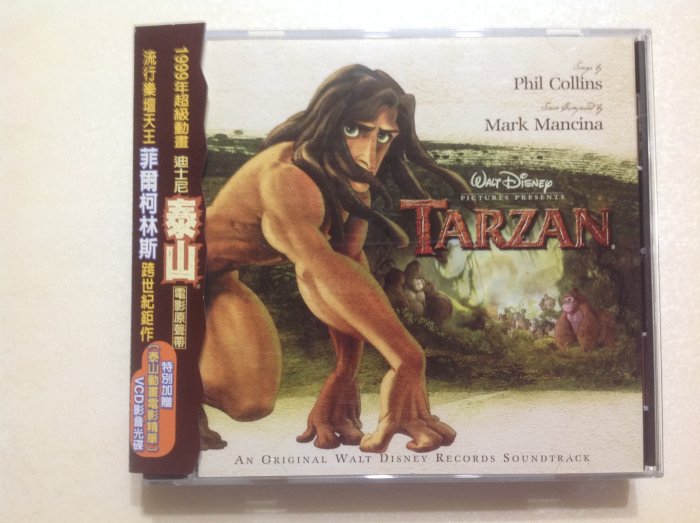 1999年超級動畫 迪士尼 泰山 電影原聲帶
流行樂壇天王 菲爾柯林斯 跨世紀鉅作
特別加贈
【泰山動畫電影精華】
VCD影音光碟
Songs by
Phil Collins
Score Composed by
Mark Mancina
WALT DISNEY
PICTURES PRESENTS
TARZAN
AN ORIGINAL WALT DISNEY RECORDS SOUNDTRACK